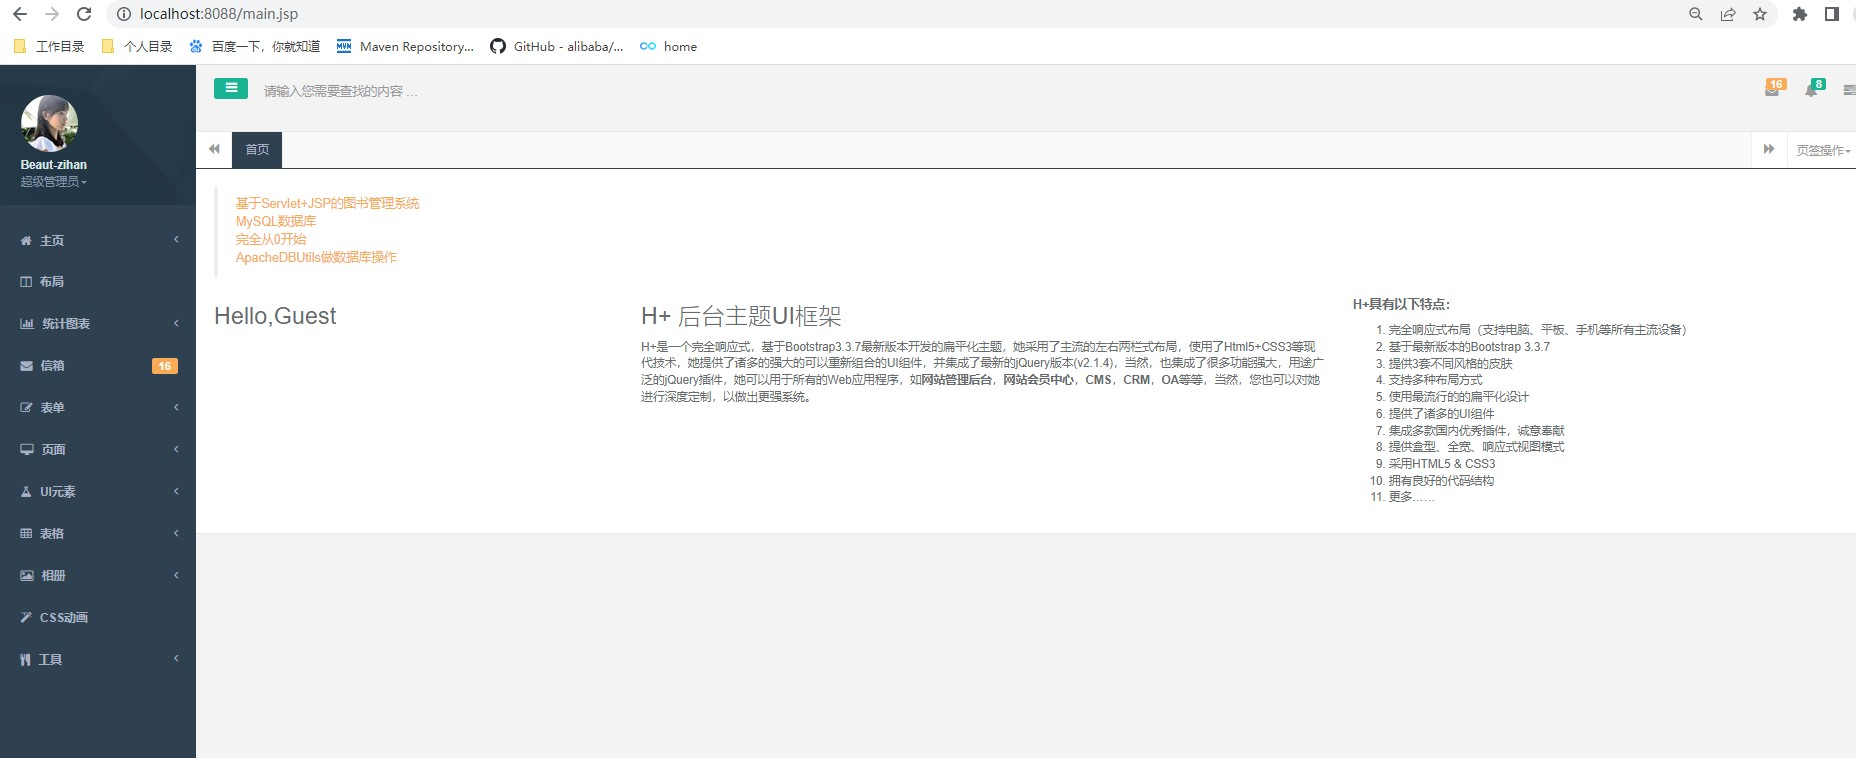 localhost:8088/main.jsp
工作目录
个人目录
百度一下，你就知道
Maven Repository...
GitHub - alibaba/...
home
Beaut-zihan
超级管理员
主页
布局
统计图表
信箱
16
表单
页面
UI元素
表格
相册
CSS动画
工具
请输入您需要查找的内容 …
16
8
首页
页签操作
基于Servlet+JSP的图书管理系统
MySQL数据库
完全从0开始
ApacheDBUtils做数据库操作
Hello,Guest
H+ 后台主题UI框架
H+是一个完全响应式，基于Bootstrap3.3.7最新版本开发的扁平化主题，她采用了主流的左右两栏式布局，使用了Html5+CSS3等现
代技术，她提供了诸多的强大的可以重新组合的UI组件，并集成了最新的jQuery版本(v2.1.4)，当然，也集成了很多功能强大，用途广
泛的jQuery插件，她可以用于所有的Web应用程序，如网站管理后台，网站会员中心，CMS，CRM，OA等等，当然，您也可以对她
进行深度定制，以做出更强系统。
H+具有以下特点：
1. 完全响应式布局（支持电脑、平板、手机等所有主流设备）
2. 基于最新版本的Bootstrap 3.3.7
3. 提供3套不同风格的皮肤
4. 支持多种布局方式
5. 使用最流行的的扁平化设计
6. 提供了诸多的UI组件
7. 集成多款国内优秀插件，诚意奉献
8. 提供盒型、全宽、响应式视图模式
9. 采用HTML5 & CSS3
10. 拥有良好的代码结构
11. 更多……